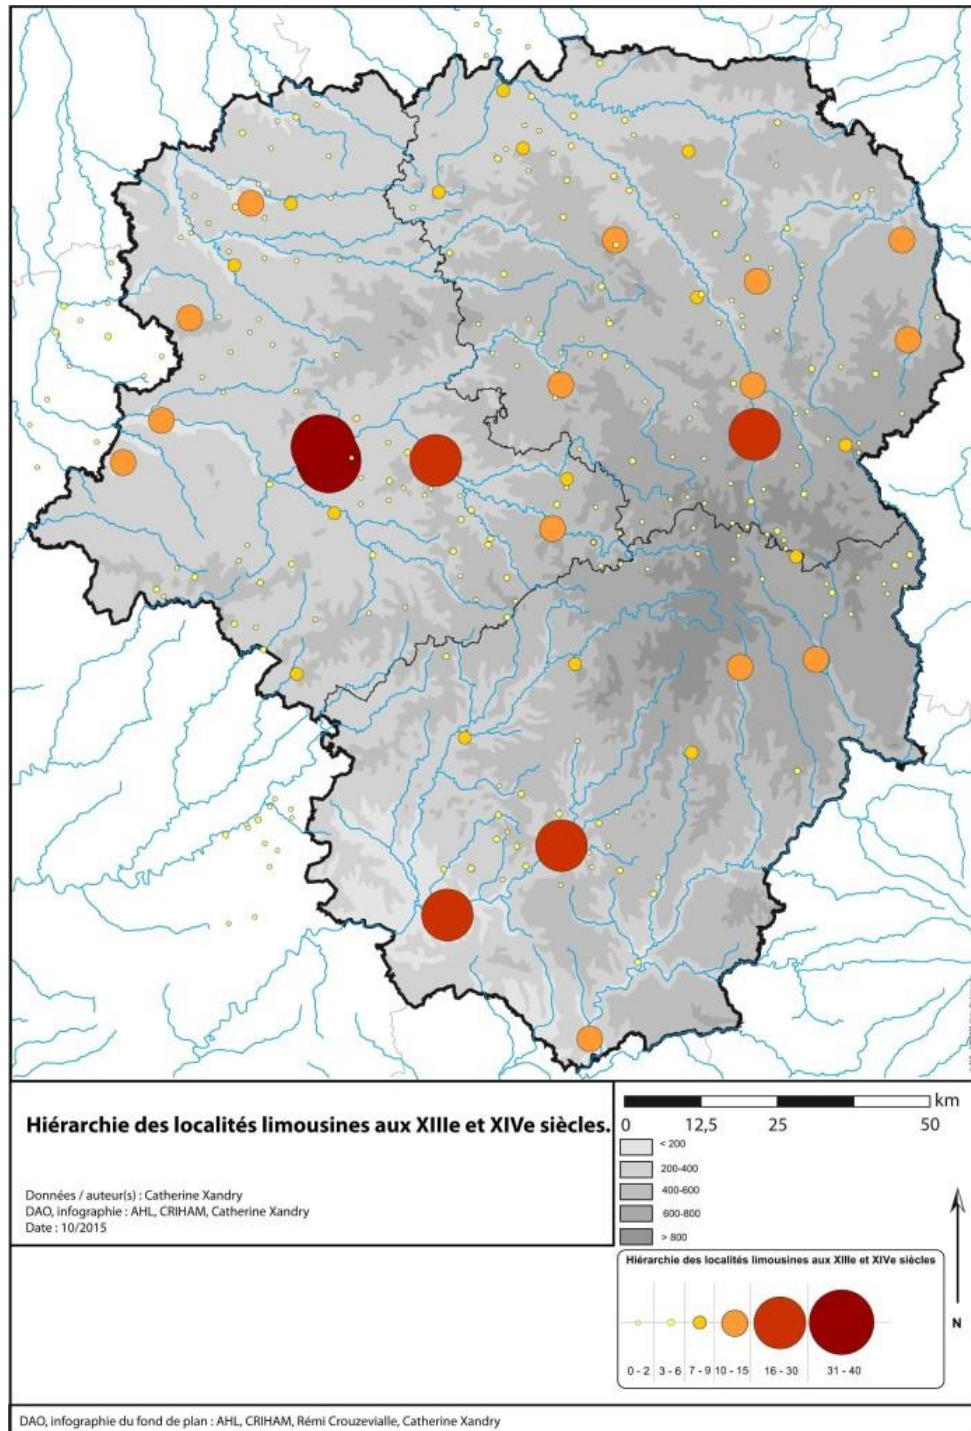 Hiérarchie des localités limousines aux XIIIe et XIVe siècles.
Données / auteur(s) : Catherine Xandry
DAO, infographie : AHL, CRIHAM, Catherine Xandry
Date : 10/2015
km
0 12,5 25 50
< 200
200-400
400-600
600-800
> 800
Hiérarchie des localités limousines aux XIIIe et XIVe siècles
0 - 2 3 - 6 7 - 9 10 - 15 16 - 30 31 - 40
N
DAO, infographie du fond de plan : AHL, CRIHAM, Rémi Crouzevialle, Catherine Xandry